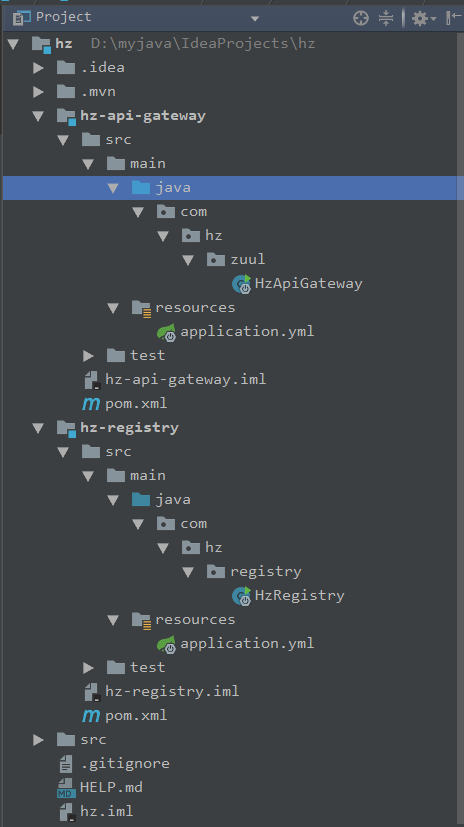 Project
hz D:\myjava\IdeaProjects\hz
.idea
.mvn
hz-api-gateway
src
main
java
com
hz
zuul
HzApiGateway
resources
application.yml
test
hz-api-gateway.iml
m pom.xml
hz-registry
src
main
java
com
hz
registry
HzRegistry
resources
application.yml
test
hz-registry.iml
m pom.xml
src
.gitignore
MD HELP.md
hz.iml